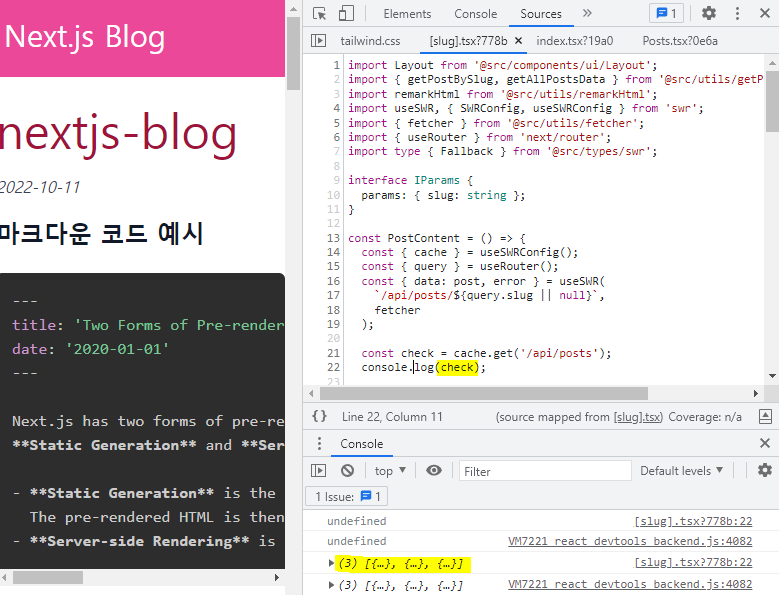 Next.js Blog
nextjs-blog
2022-10-11
마크다운 코드 예시
---
title: 'Two Forms of Pre-render
date: '2020-01-01'
---
Next.js has two forms of pre-re
**Static Generation** and **Ser
- **Static Generation** is the
The pre-rendered HTML is then
- **Server-side Rendering** is
Elements Console Sources » 1
tailwind.css [slug].tsx?778b × index.tsx?19a0 Posts.tsx?0e6a
1 import Layout from '@src/components/ui/Layout';
2 import { getPostBySlug, getAllPostsData } from '@src/utils/getP
3 import remarkHtml from '@src/utils/remarkHtml';
4 import useSWR, { SWRConfig, useSWRConfig } from 'swr';
5 import { fetcher } from '@src/utils/fetcher';
6 import { useRouter } from 'next/router';
7 import type { Fallback } from '@src/types/swr';
8
9 interface IParams {
10 params: { slug: string };
11 }
12
13 const PostContent = () => {
14 const { cache } = useSWRConfig();
15 const { query } = useRouter();
16 const { data: post, error } = useSWR(
17 `/api/posts/${query.slug || null}`,
18 fetcher
19 );
20
21 const check = cache.get('/api/posts');
22 console.log(check);
23
{} Line 22, Column 11 (source mapped from [slug].tsx) Coverage: n/a
Console
top ▼ Filter Default levels ▼
1 Issue: 1
undefined [slug].tsx?778b:22
undefined VM7221 react devtools backend.js:4082
(3) [{…}, {…}, {…}] [slug].tsx?778b:22
(3) [{…}, {…}, {…}] VM7221 react devtools backend.js:4082